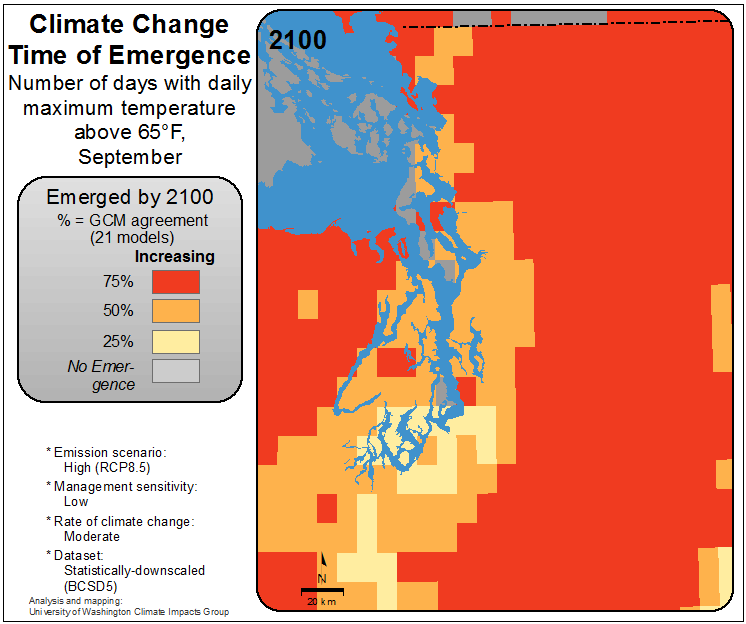 Climate Change
Time of Emergence
Number of days with daily
maximum temperature
above 65°F,
September
Emerged by 2100
% = GCM agreement
(21 models)
Increasing
75%
50%
25%
No Emer-
gence
* Emission scenario:
High (RCP8.5)
* Management sensitivity:
Low
* Rate of climate change:
Moderate
* Dataset:
Statistically-downscaled
(BCSD5)
Analysis and mapping:
University of Washington Climate Impacts Group
2100
N
20 km